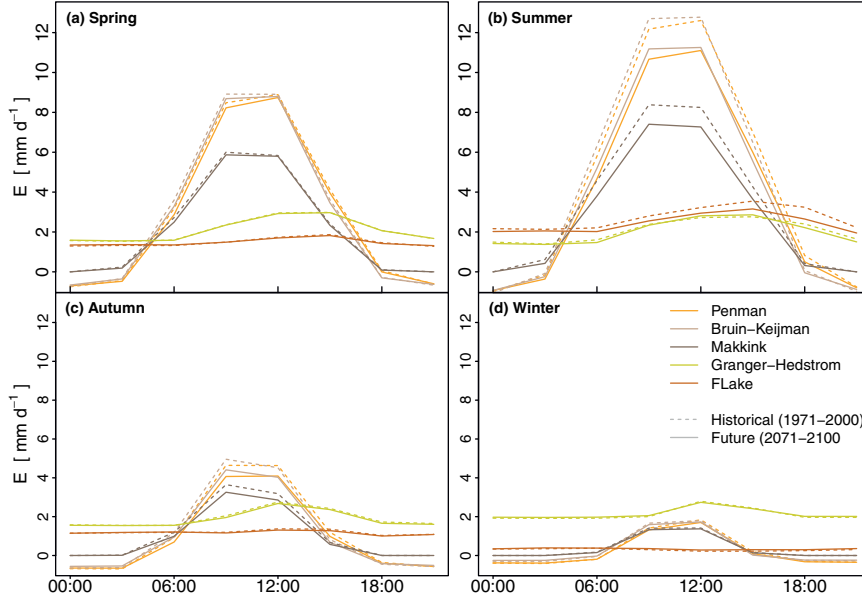 (a) Spring
(b) Summer
E [ mm d⁻¹ ]
0 2 4 6 8 10 12
0 2 4 6 8 10 12
(c) Autumn
(d) Winter
Penman
Bruin−Keijman
Makkink
Granger−Hedstrom
FLake
Historical (1971−2000)
Future (2071−2100
E [ mm d⁻¹ ]
0 2 4 6 8 10 12
0 2 4 6 8 10 12
00:00 06:00 12:00 18:00
00:00 06:00 12:00 18:00